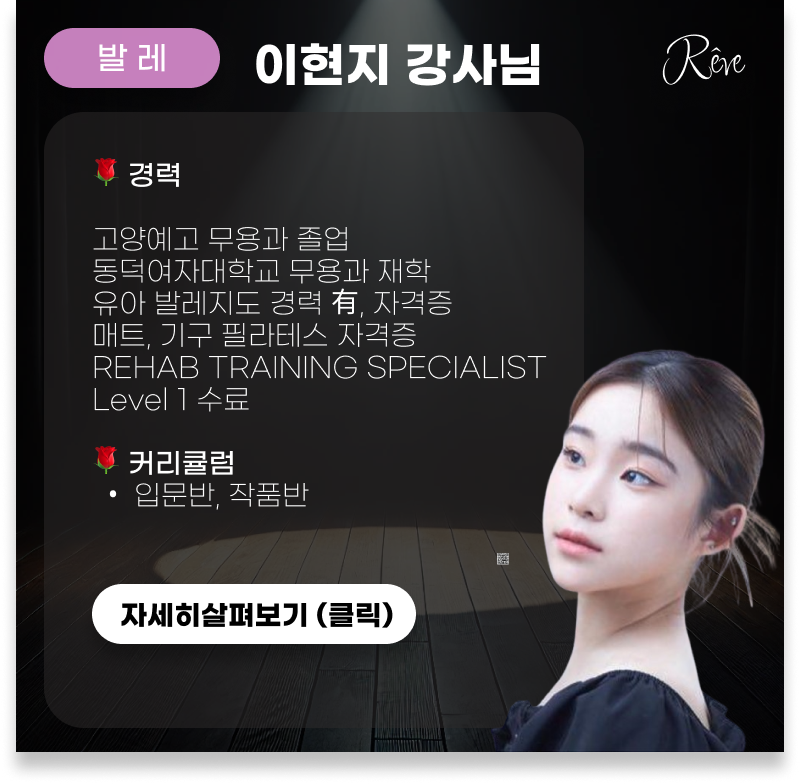 발 레
이현지 강사님
Rêve
경력
고양예고 무용과 졸업
동덕여자대학교 무용과 재학
유아 발레지도 경력 有, 자격증
매트, 기구 필라테스 자격증
REHAB TRAINING SPECIALIST
Level 1 수료
커리큘럼
• 입문반, 작품반
자세히살펴보기 (클릭)